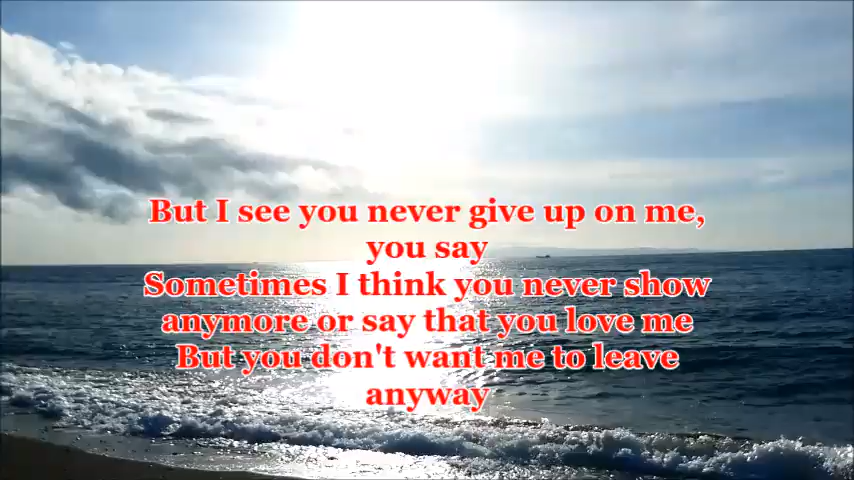 But I see you never give up on me,
you say
Sometimes I think you never show
anymore or say that you love me
But you don't want me to leave
anyway